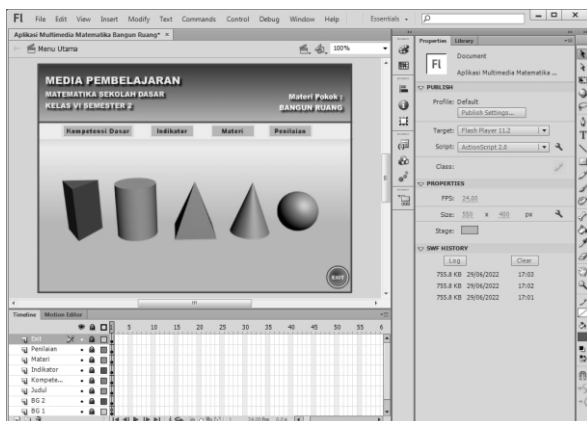 Fl File Edit View Insert Modify Text Commands Control Debug Window Help Essentials
Aplikasi Multimedia Matematika Bangun Ruang* ×
Menu Utama 100%
MEDIA PEMBELAJARAN
MATEMATIKA SEKOLAH DASAR
KELAS VI SEMESTER 2
Materi Pokok :
BANGUN RUANG
Kompetensi Dasar Indikator Materi Penilaian
EXIT
Timeline Motion Editor
1 5 10 15 20 25 30 35 40 45 50 55 6
Exit
Penilaian
Materi
Indikator
Kompete...
Judul
BG 2
BG 1
Properties Library
Fl Document
Aplikasi Multimedia Matematika ...
PUBLISH
Profile: Default
Publish Settings...
Target: Flash Player 11.2
Script: ActionScript 2.0
Class:
PROPERTIES
FPS: 24.00
Size: 550 x 400 px
Stage:
SWF HISTORY
Log Clear
755.8 KB 29/06/2022 17:03
755.8 KB 29/06/2022 17:02
755.8 KB 29/06/2022 17:01